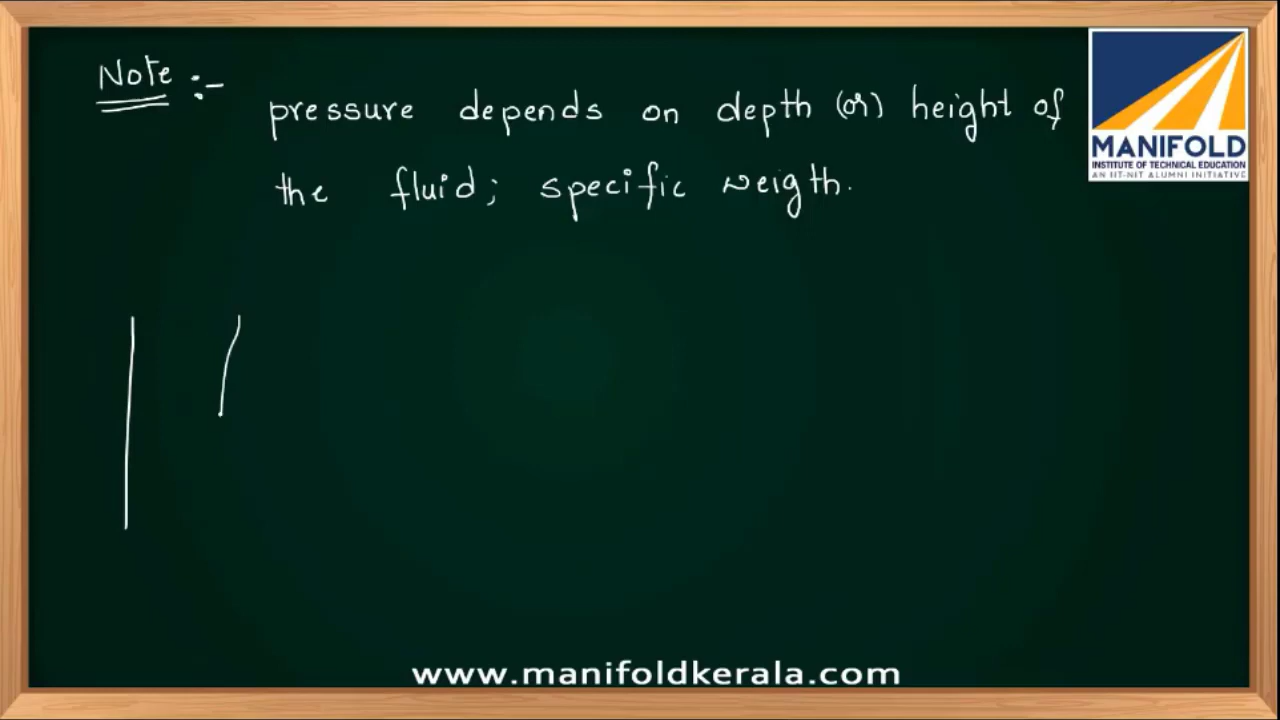 Note :-
pressure depends on depth (or) height of
the fluid; specific weigth.
MANIFOLD
INSTITUTE OF TECHNICAL EDUCATION
AN IIT-NIT ALUMNI INITIATIVE
www.manifoldkerala.com